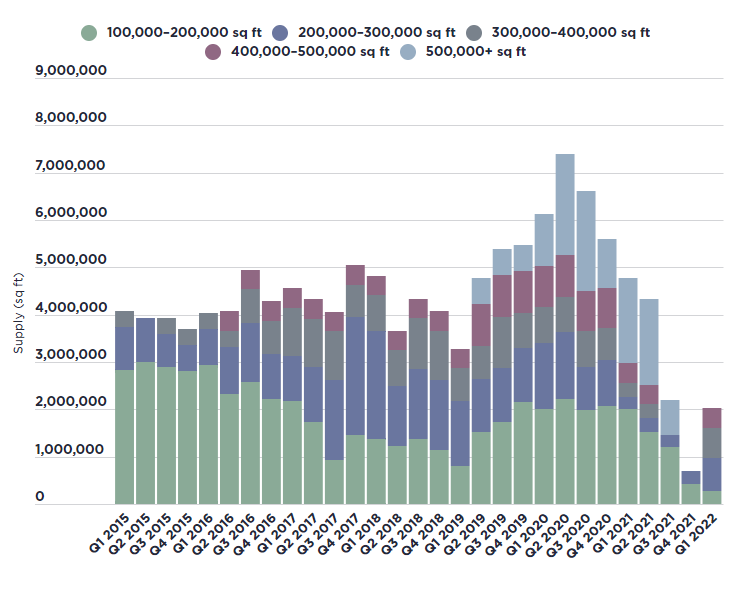 100,000-200,000 sq ft 200,000-300,000 sq ft 300,000-400,000 sq ft
400,000-500,000 sq ft 500,000+ sq ft
9,000,000
8,000,000
7,000,000
6,000,000
5,000,000
4,000,000
3,000,000
2,000,000
1,000,000
0
Supply (sq ft)
Q1 2015
Q2 2015
Q3 2015
Q4 2015
Q1 2016
Q2 2016
Q3 2016
Q4 2016
Q1 2017
Q2 2017
Q3 2017
Q4 2017
Q1 2018
Q2 2018
Q3 2018
Q4 2018
Q1 2019
Q2 2019
Q3 2019
Q4 2019
Q1 2020
Q2 2020
Q3 2020
Q4 2020
Q1 2021
Q2 2021
Q3 2021
Q4 2021
Q1 2022